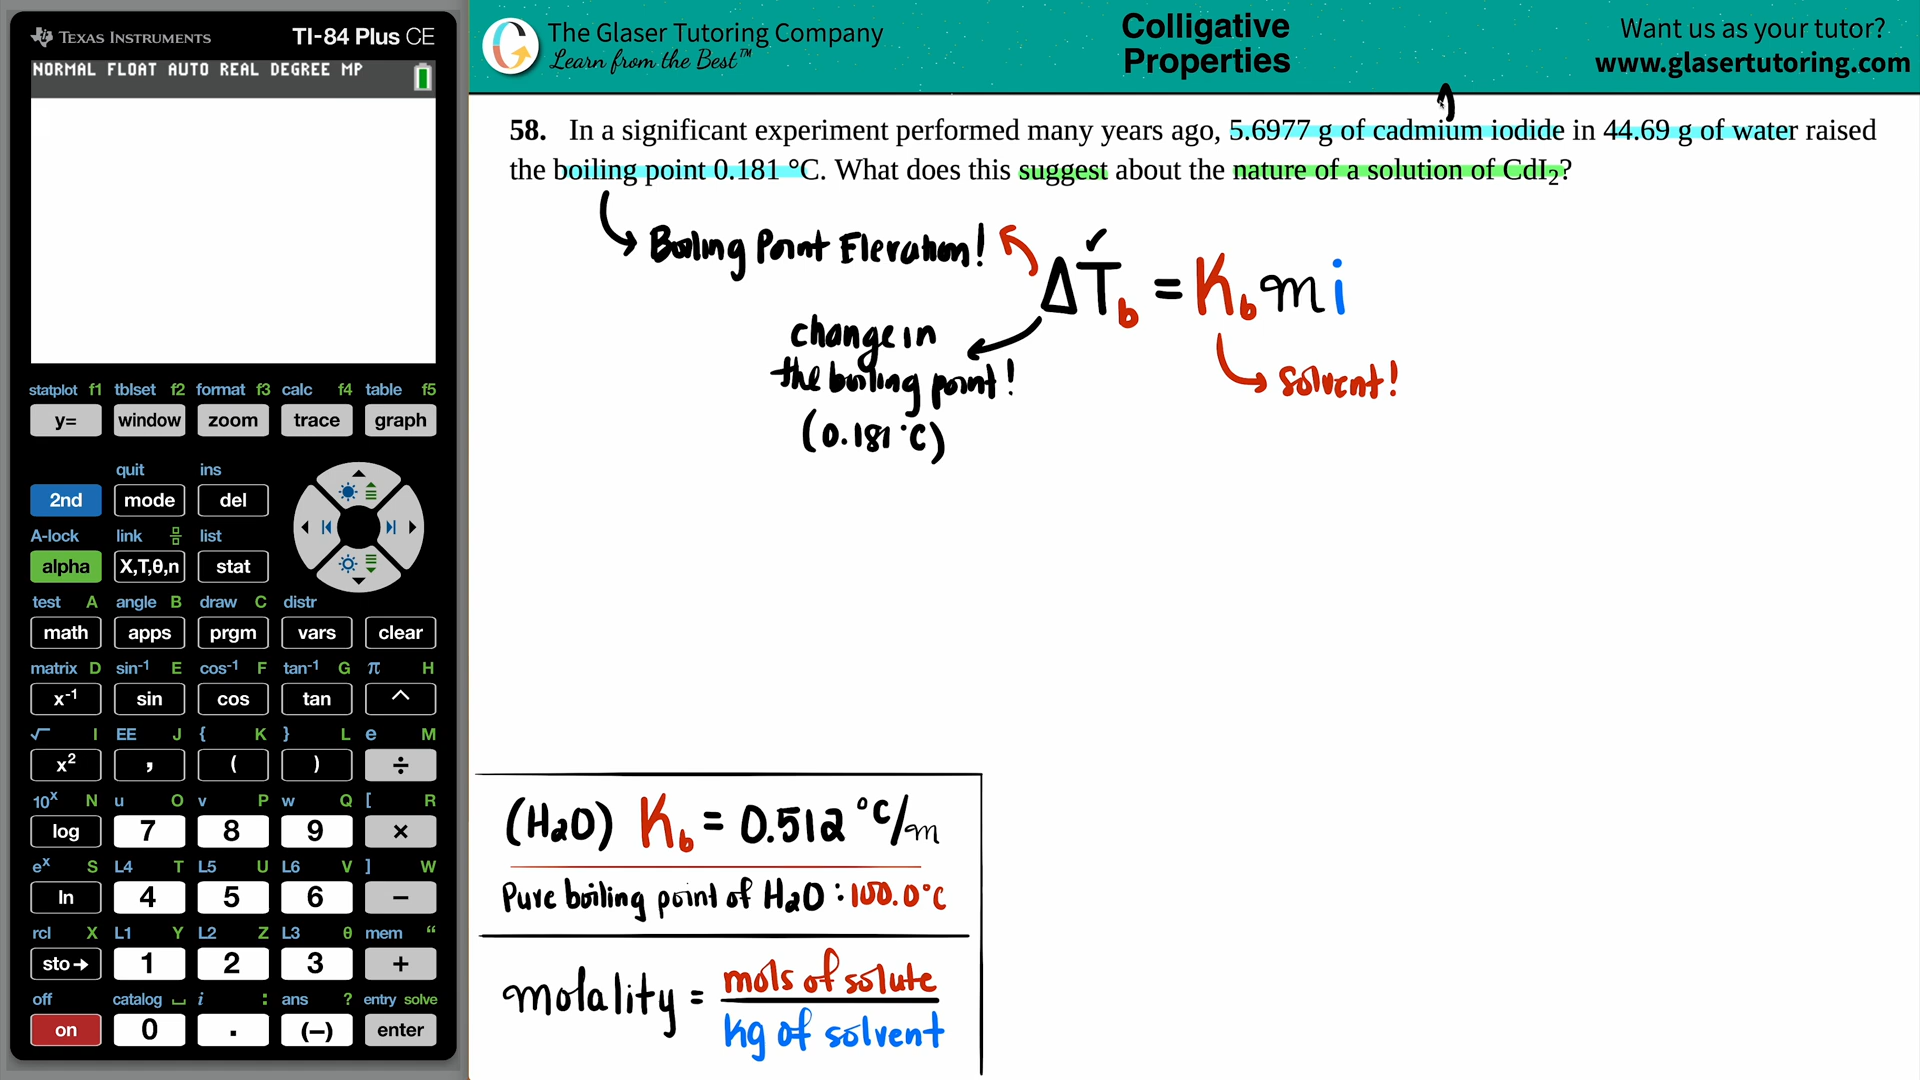 TEXAS INSTRUMENTS TI-84 Plus CE
NORMAL FLOAT AUTO REAL DEGREE MP
statplot f1 tblset f2 format f3 calc f4 table f5
y= window zoom trace graph
quit ins
2nd mode del
A-lock link list
alpha X,T,θ,n stat
test A angle B draw C distr
math apps prgm vars clear
matrix D sin-1 E cos-1 F tan-1 G π H
x-1 sin cos tan ^
√ I EE J { K } L e M
x2 , ( ) ÷
10x N u O v P w Q [ R
log 7 8 9 ×
ex S L4 T L5 U L6 V ] W
ln 4 5 6 −
rcl X L1 Y L2 Z L3 θ mem “
sto→ 1 2 3 +
off catalog ⎵ i : ans ? entry solve
on 0 . (−) enter
The Glaser Tutoring Company
Learn from the Best™
Colligative
Properties
Want us as your tutor?
www.glasertutoring.com
58. In a significant experiment performed many years ago, 5.6977 g of cadmium iodide in 44.69 g of water raised
the boiling point 0.181 °C. What does this suggest about the nature of a solution of CdI2?
Boiling Point Elevation!
ΔTb = Kb m i
change in
the boiling point!
(0.181°C)
Solvent!
(H2O) Kb = 0.512 °C/m
Pure boiling point of H2O : 100.0°C
molality = mols of solute
kg of solvent